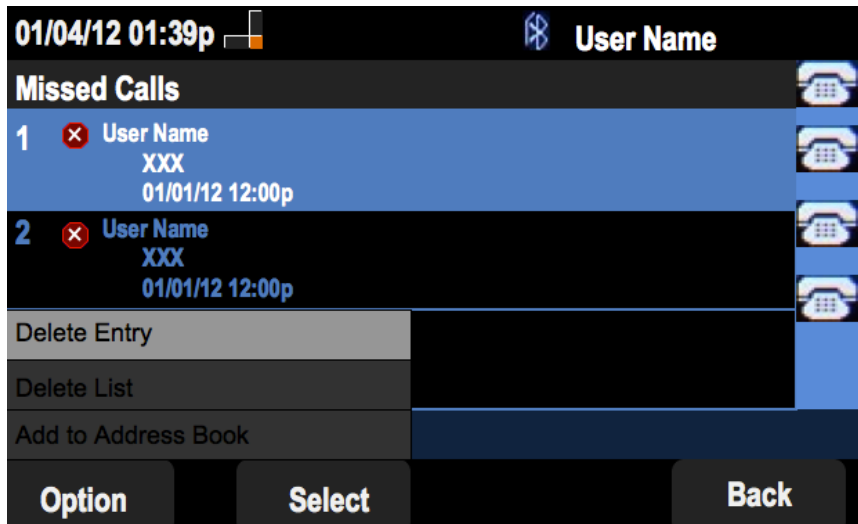 01/04/12 01:39p User Name
Missed Calls
1 User Name
XXX
01/01/12 12:00p
2 User Name
XXX
01/01/12 12:00p
Delete Entry
Delete List
Add to Address Book
Option Select Back